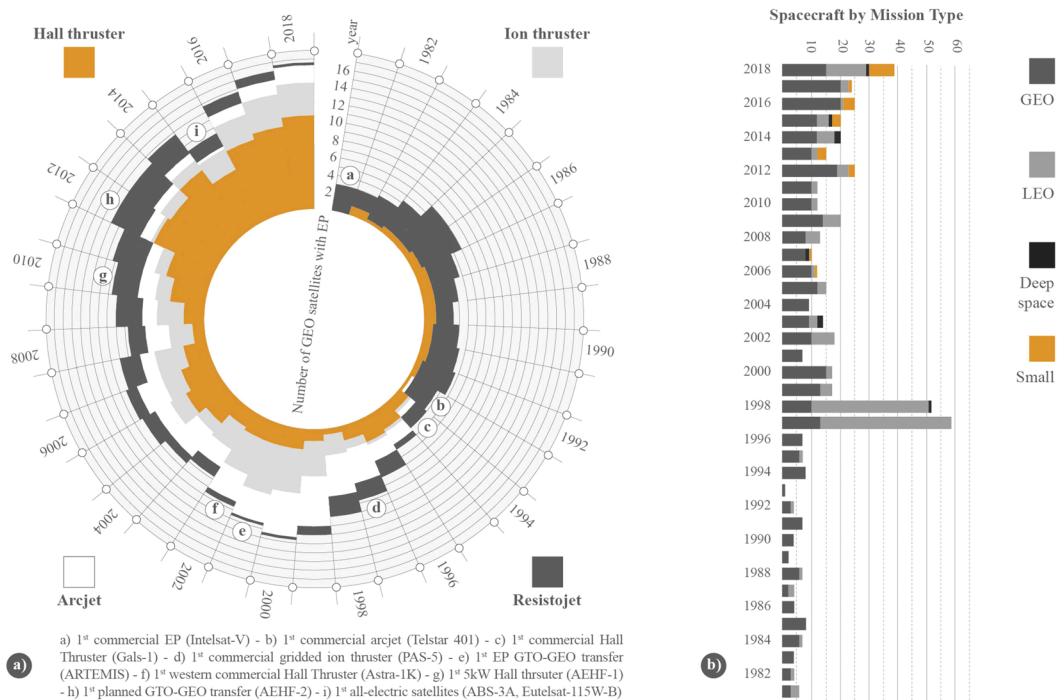 Hall thruster
Ion thruster
Arcjet
Resistojet
year
1982
1984
1986
1988
1990
1992
1994
1996
1998
2000
2002
2004
2006
2008
2010
2012
2014
2016
2018
16
14
12
10
8
6
4
2
Number of GEO satellites with EP
a
b
c
d
e
f
g
h
i
a)
a) 1st commercial EP (Intelsat-V) - b) 1st commercial arcjet (Telstar 401) - c) 1st commercial Hall
Thruster (Gals-1) - d) 1st commercial gridded ion thruster (PAS-5) - e) 1st EP GTO-GEO transfer
(ARTEMIS) - f) 1st western commercial Hall Thruster (Astra-1K) - g) 1st 5kW Hall thrsuter (AEHF-1)
- h) 1st planned GTO-GEO transfer (AEHF-2) - i) 1st all-electric satellites (ABS-3A, Eutelsat-115W-B)
Spacecraft by Mission Type
10 20 30 40 50 60
2018
2016
2014
2012
2010
2008
2006
2004
2002
2000
1998
1996
1994
1992
1990
1988
1986
1984
1982
GEO
LEO
Deep
space
Small
b)